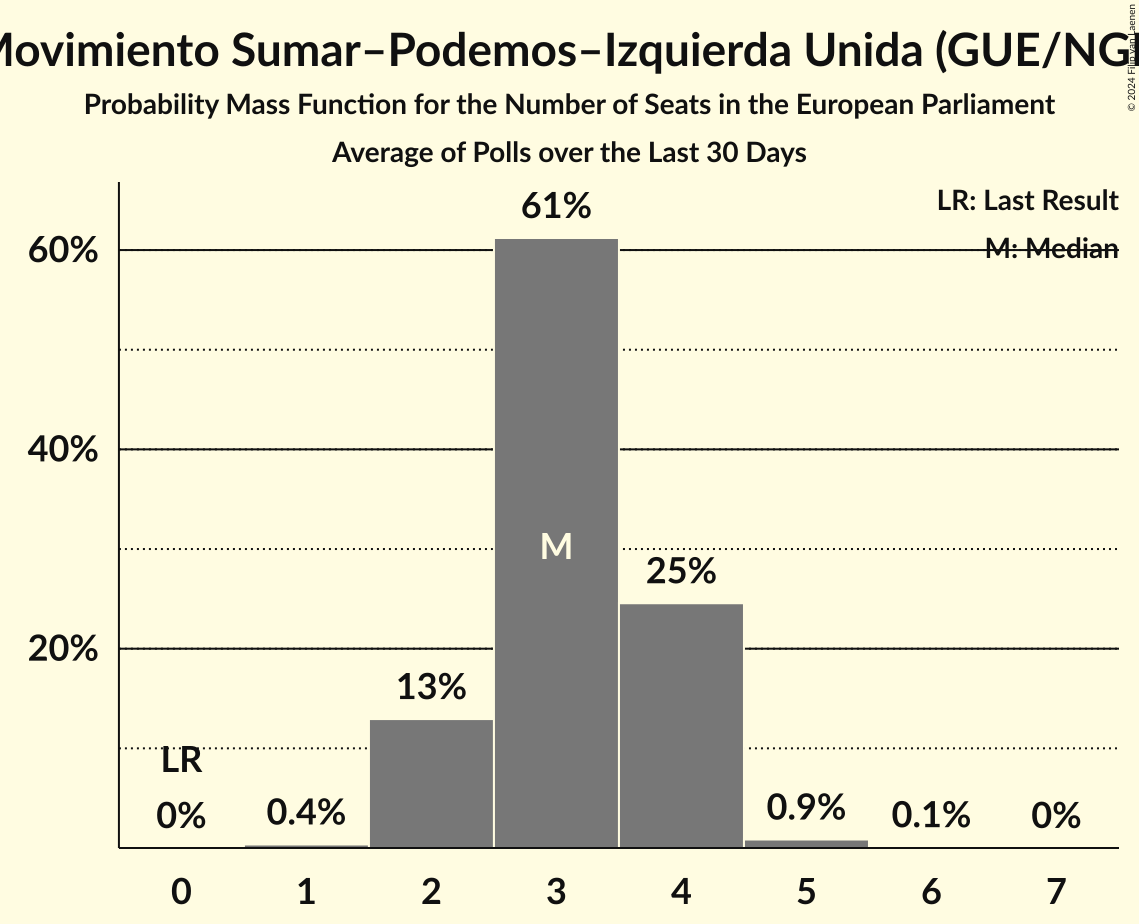 Movimiento Sumar–Podemos–Izquierda Unida (GUE/NGL
Probability Mass Function for the Number of Seats in the European Parliament
Average of Polls over the Last 30 Days
© 2024 Filip van Laenen
LR: Last Result
M: Median
60%
40%
20%
61%
M
25%
13%
LR
0%
0.4%
0.9%
0.1%
0%
0 1 2 3 4 5 6 7